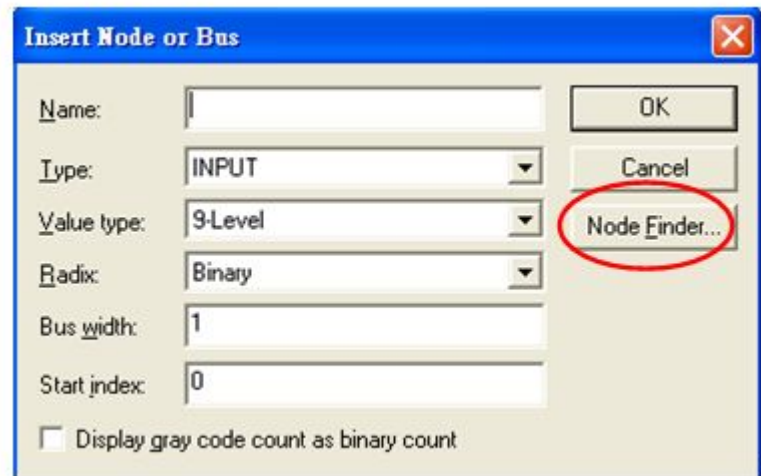 Insert Node or Bus
Name:
OK
Type:
INPUT
Cancel
Value type:
9-Level
Node Finder...
Radix:
Binary
Bus width:
1
Start index:
0
Display gray code count as binary count